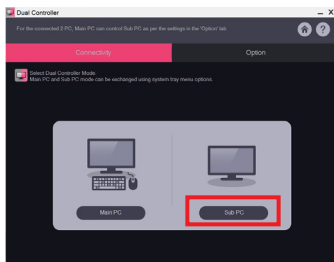 Dual Controller
For the connected 2 PC, Main PC can control Sub PC as per the settings in the 'Option' tab
Connectivity
Option
Select Dual Controller Mode.
Main PC and Sub PC mode can be exchanged using system tray menu options.
Main PC
Sub PC